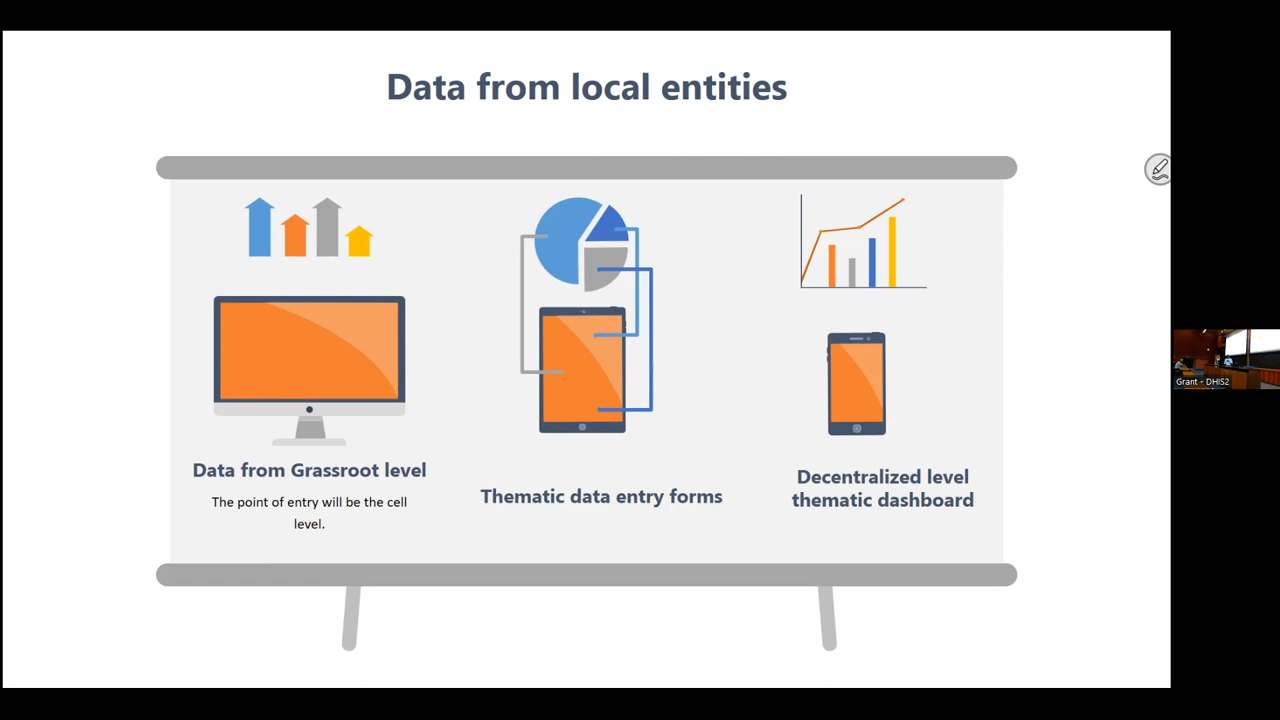 Data from local entities
Data from Grassroot level
The point of entry will be the cell
level.
Thematic data entry forms
Decentralized level
thematic dashboard
Grant - DHIS2